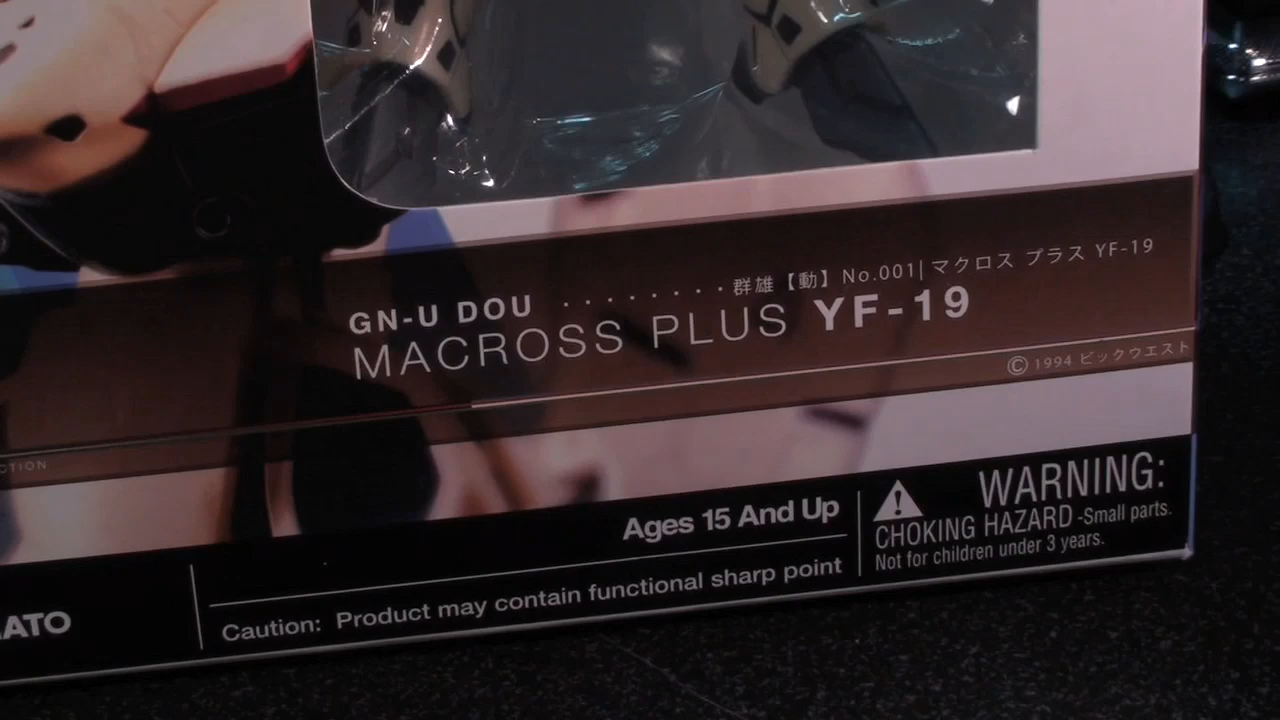 群雄【動】No.001|マクロス プラス YF-19
GN-U DOU ・・・・・・・・・
MACROSS PLUS YF-19
© 1994 ビックウエスト
CTION
Ages 15 And Up
Caution: Product may contain functional sharp point
WARNING:
CHOKING HAZARD -Small parts.
Not for children under 3 years.
ATO